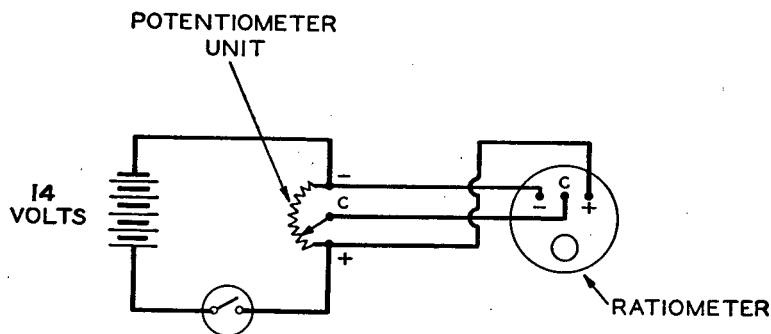 POTENTIOMETER
UNIT
14
VOLTS
-
C
+
-
C
+
RATIOMETER